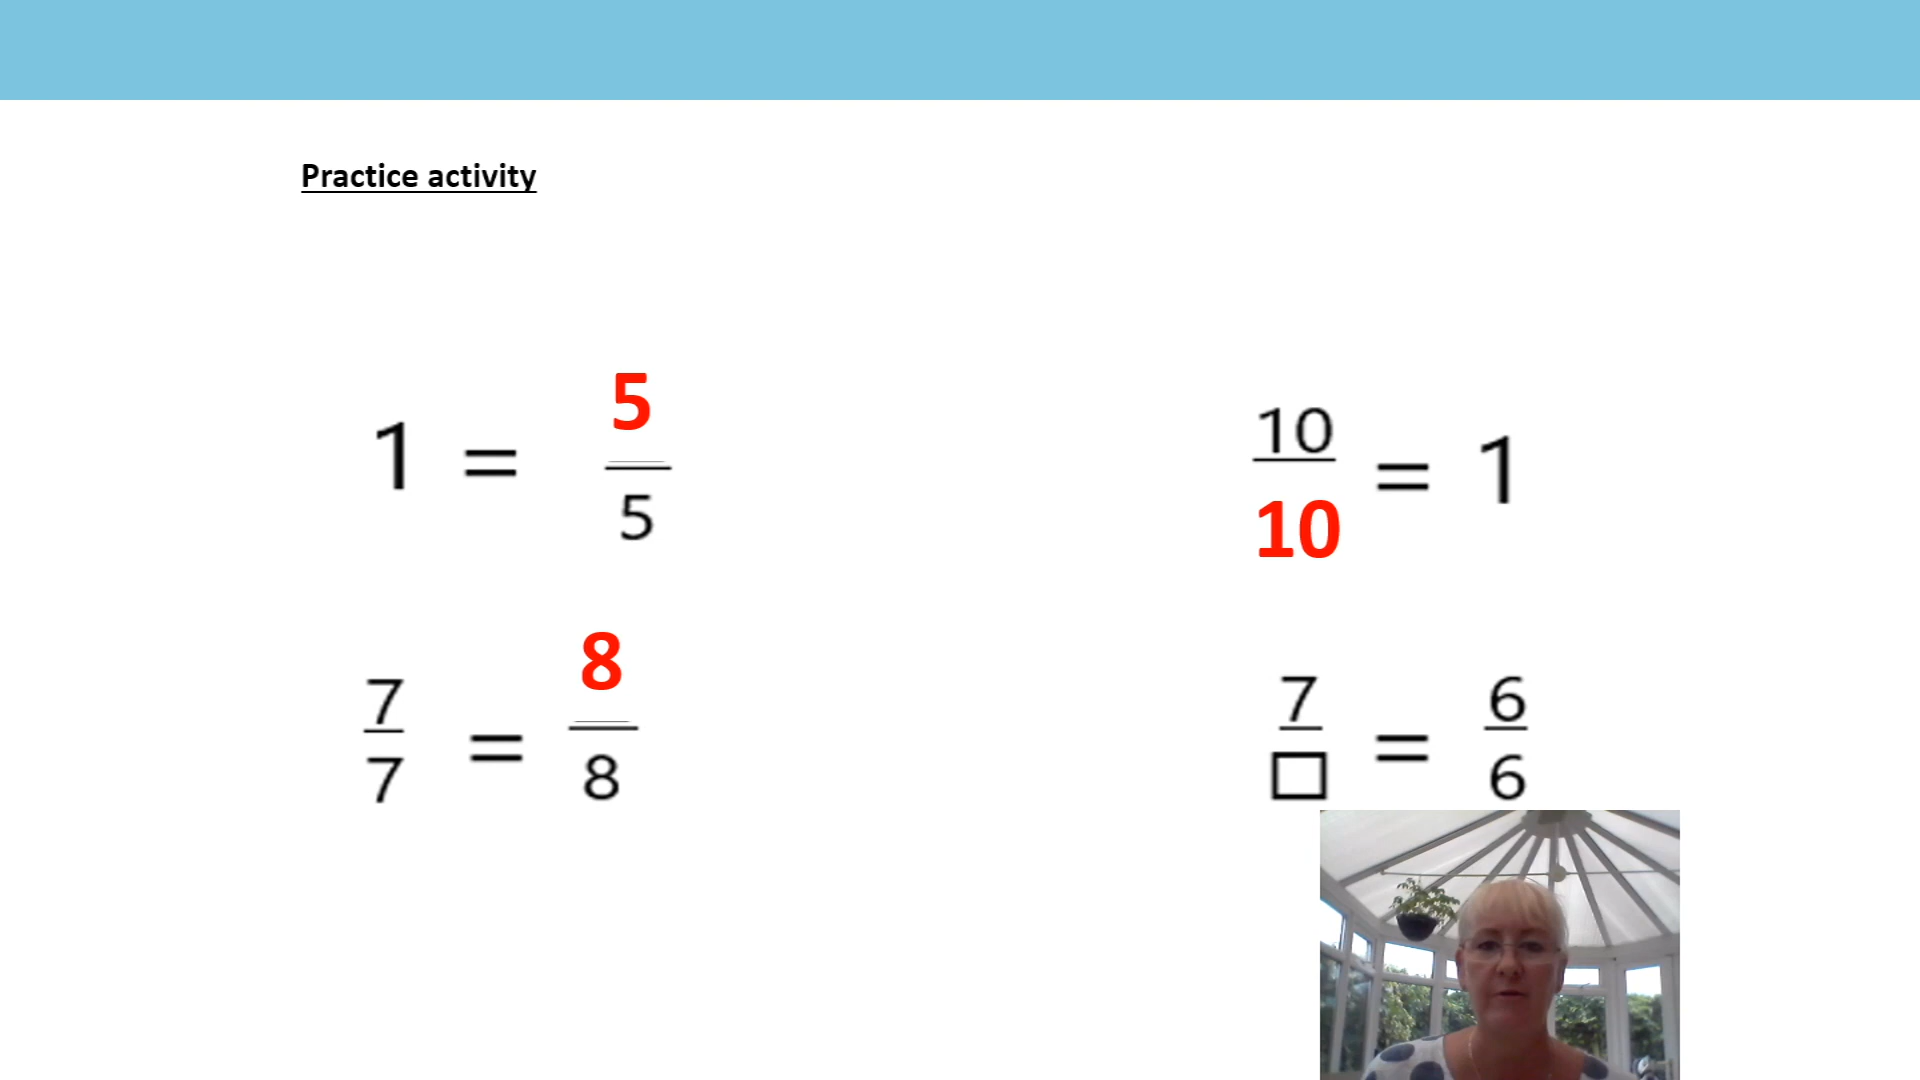 Practice activity
1 = 5/5
10/10 = 1
7/7 = 8/8
7/□ = 6/6